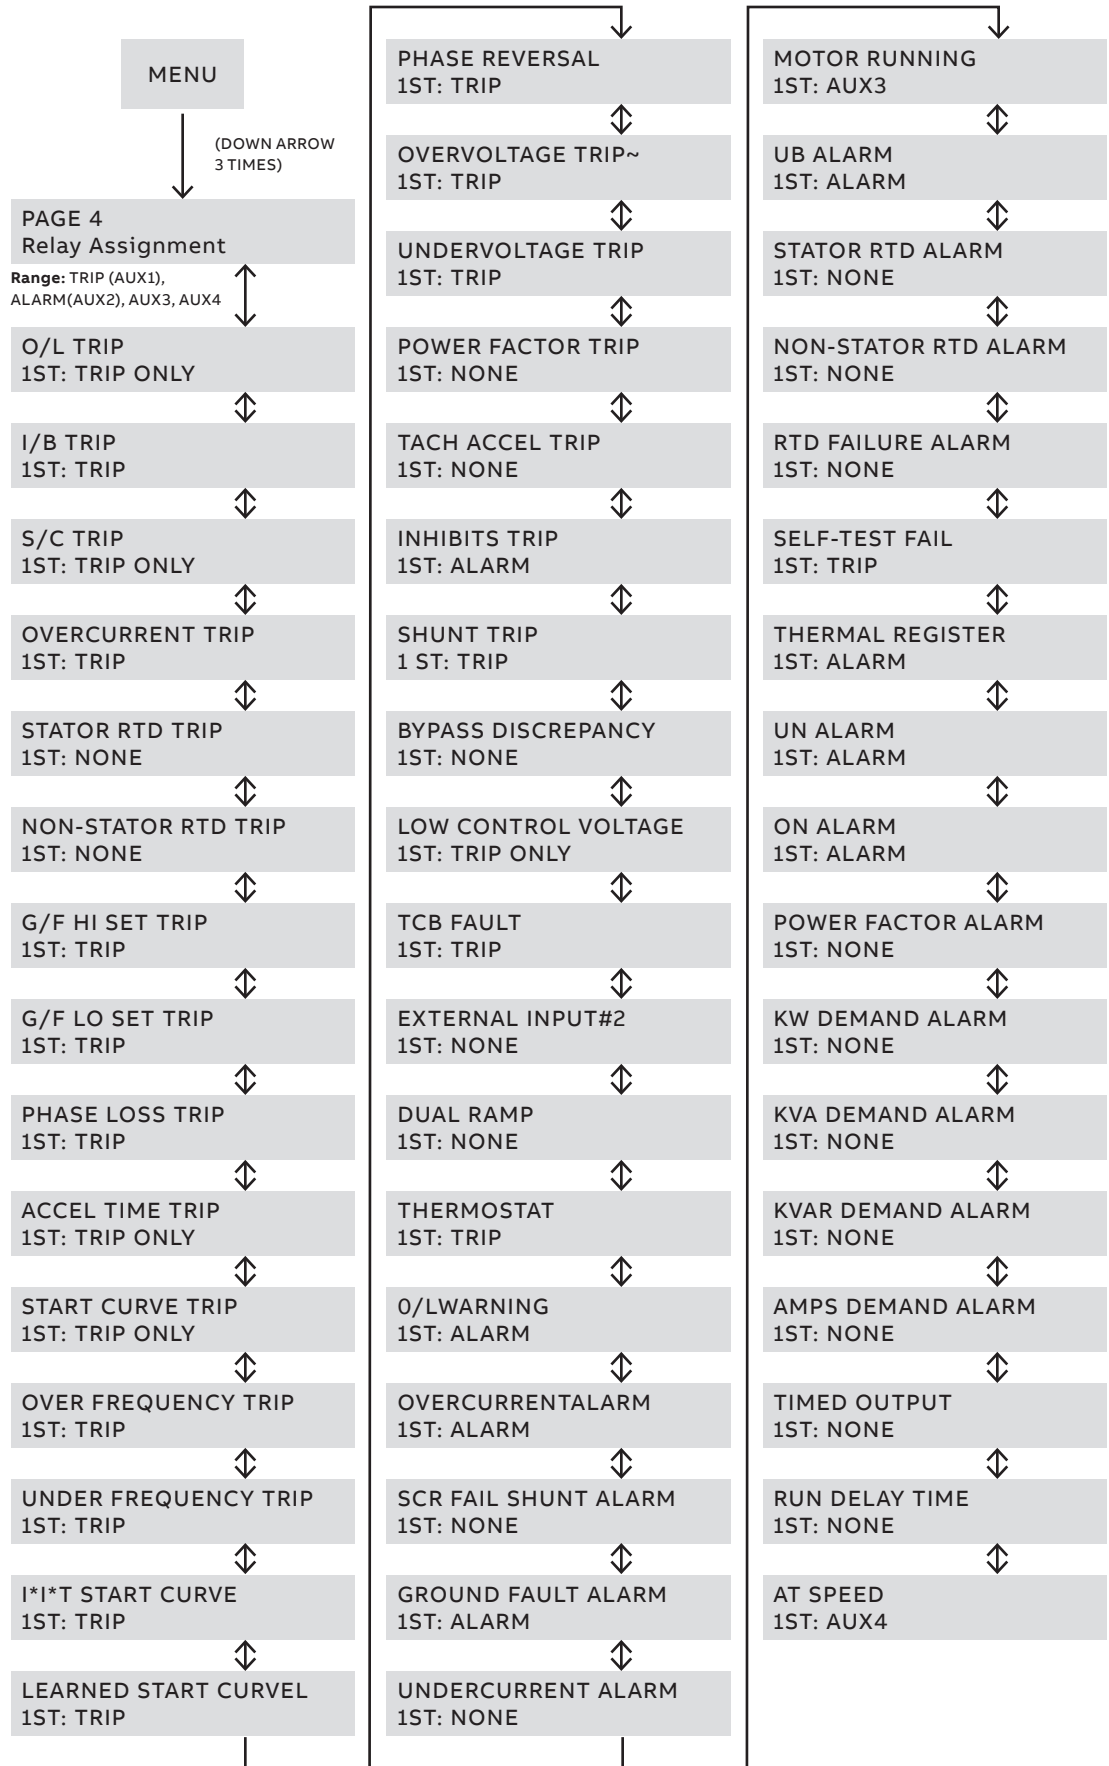 MENU
(DOWN ARROW
3 TIMES)
PAGE 4
Relay Assignment
Range: TRIP (AUX1),
ALARM(AUX2), AUX3, AUX4
O/L TRIP
1ST: TRIP ONLY
I/B TRIP
1ST: TRIP
S/C TRIP
1ST: TRIP ONLY
OVERCURRENT TRIP
1ST: TRIP
STATOR RTD TRIP
1ST: NONE
NON-STATOR RTD TRIP
1ST: NONE
G/F HI SET TRIP
1ST: TRIP
G/F LO SET TRIP
1ST: TRIP
PHASE LOSS TRIP
1ST: TRIP
ACCEL TIME TRIP
1ST: TRIP ONLY
START CURVE TRIP
1ST: TRIP ONLY
OVER FREQUENCY TRIP
1ST: TRIP
UNDER FREQUENCY TRIP
1ST: TRIP
I*I*T START CURVE
1ST: TRIP
LEARNED START CURVEL
1ST: TRIP
PHASE REVERSAL
1ST: TRIP
OVERVOLTAGE TRIP~
1ST: TRIP
UNDERVOLTAGE TRIP
1ST: TRIP
POWER FACTOR TRIP
1ST: NONE
TACH ACCEL TRIP
1ST: NONE
INHIBITS TRIP
1ST: ALARM
SHUNT TRIP
1 ST: TRIP
BYPASS DISCREPANCY
1ST: NONE
LOW CONTROL VOLTAGE
1ST: TRIP ONLY
TCB FAULT
1ST: TRIP
EXTERNAL INPUT#2
1ST: NONE
DUAL RAMP
1ST: NONE
THERMOSTAT
1ST: TRIP
0/LWARNING
1ST: ALARM
OVERCURRENTALARM
1ST: ALARM
SCR FAIL SHUNT ALARM
1ST: NONE
GROUND FAULT ALARM
1ST: ALARM
UNDERCURRENT ALARM
1ST: NONE
MOTOR RUNNING
1ST: AUX3
UB ALARM
1ST: ALARM
STATOR RTD ALARM
1ST: NONE
NON-STATOR RTD ALARM
1ST: NONE
RTD FAILURE ALARM
1ST: NONE
SELF-TEST FAIL
1ST: TRIP
THERMAL REGISTER
1ST: ALARM
UN ALARM
1ST: ALARM
ON ALARM
1ST: ALARM
POWER FACTOR ALARM
1ST: NONE
KW DEMAND ALARM
1ST: NONE
KVA DEMAND ALARM
1ST: NONE
KVAR DEMAND ALARM
1ST: NONE
AMPS DEMAND ALARM
1ST: NONE
TIMED OUTPUT
1ST: NONE
RUN DELAY TIME
1ST: NONE
AT SPEED
1ST: AUX4